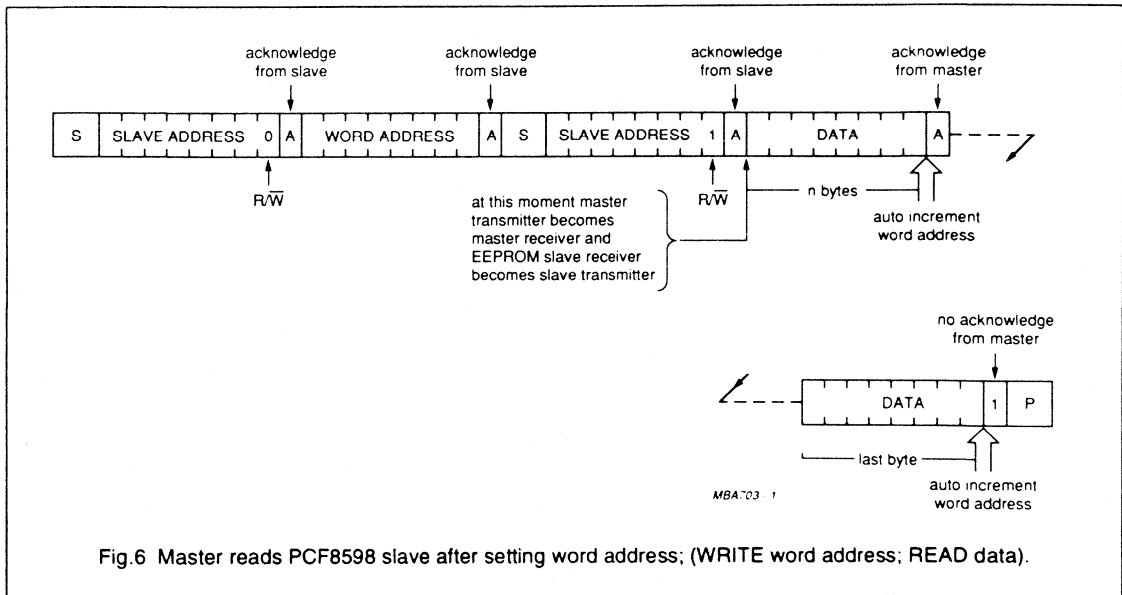 acknowledge from slave
acknowledge from slave
acknowledge from slave
acknowledge from master
S SLAVE ADDRESS 0 A WORD ADDRESS A S SLAVE ADDRESS 1 A DATA A
R/W̅
R/W̅
n bytes
auto increment word address
at this moment master
transmitter becomes
master receiver and
EEPROM slave receiver
becomes slave transmitter
no acknowledge
from master
DATA 1 P
last byte
auto increment
word address
Fig.6 Master reads PCF8598 slave after setting word address; (WRITE word address; READ data).